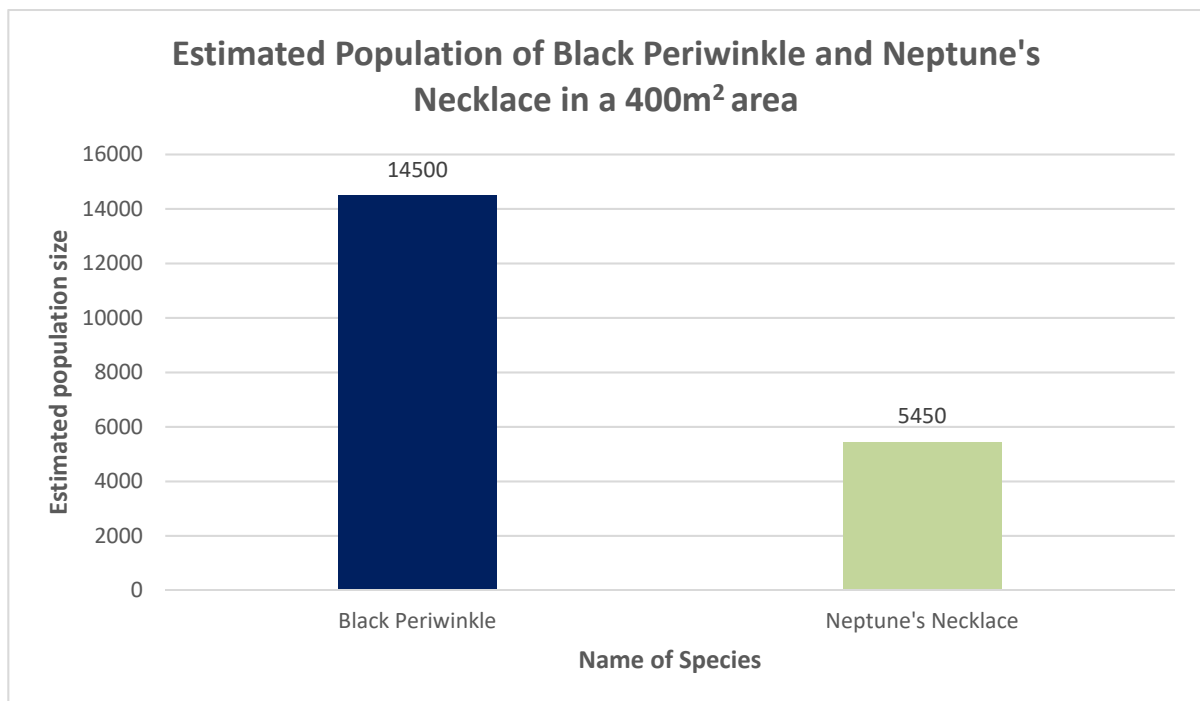 Estimated Population of Black Periwinkle and Neptune's
Necklace in a 400m² area
Estimated population size
16000
14000
12000
10000
8000
6000
4000
2000
0
14500
5450
Black Periwinkle
Neptune's Necklace
Name of Species